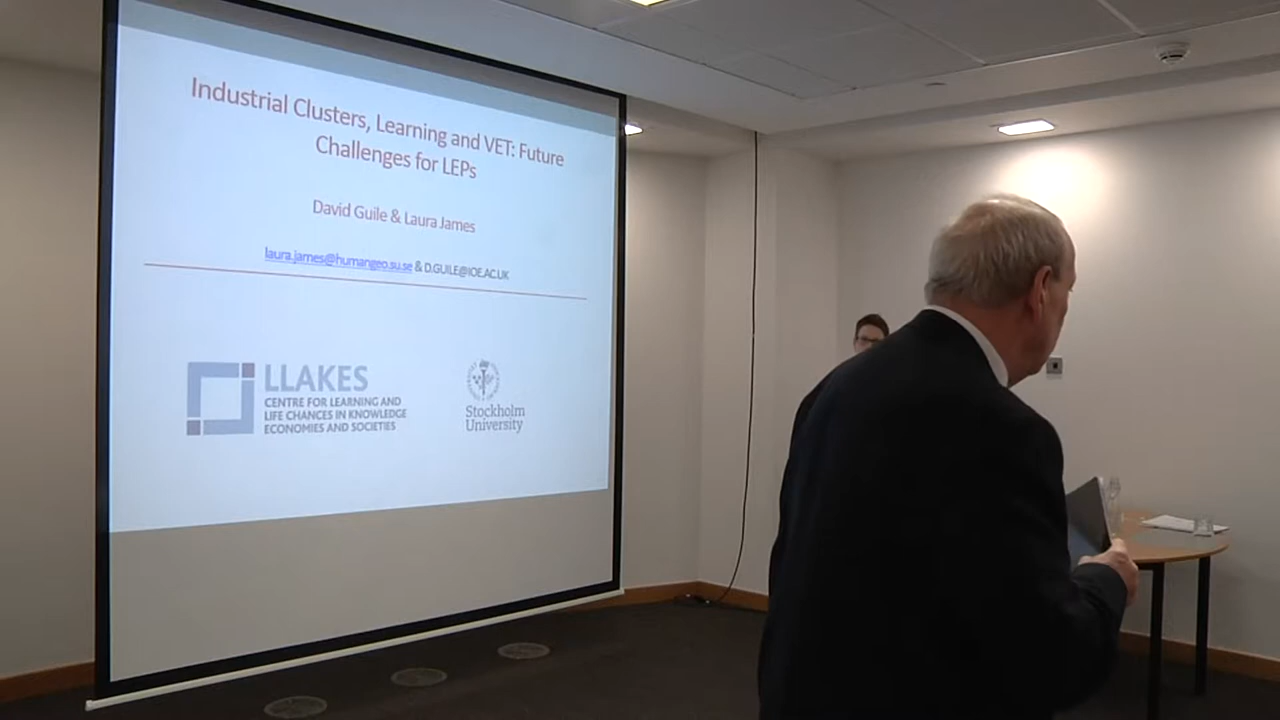 Industrial Clusters, Learning and VET: Future
Challenges for LEPs
David Guile & Laura James
laura.james@humangeo.su.se & D.GUILE@IOE.AC.UK
LLAKES
CENTRE FOR LEARNING AND
LIFE CHANCES IN KNOWLEDGE
ECONOMIES AND SOCIETIES
Stockholm
University